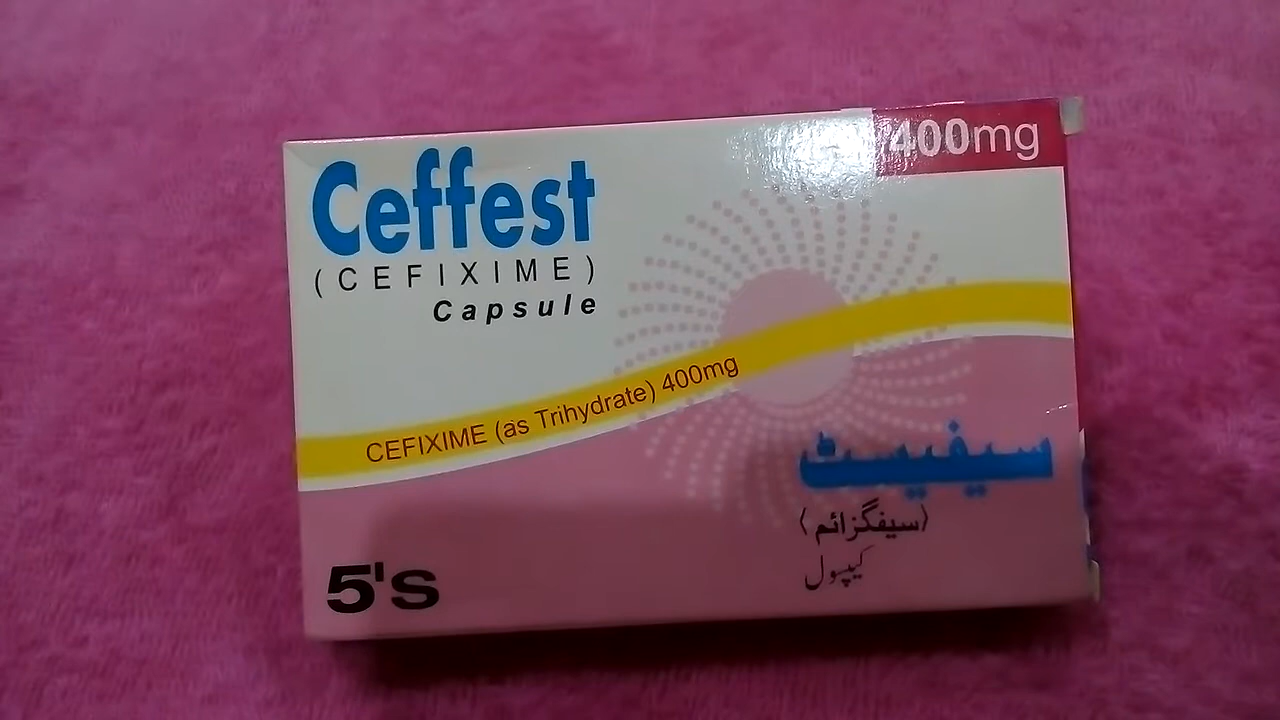 400mg
Ceffest
(CEFIXIME)
Capsule
CEFIXIME (as Trihydrate) 400mg
سیفیسٹ
(سیفگزائم)
کیپسول
5's